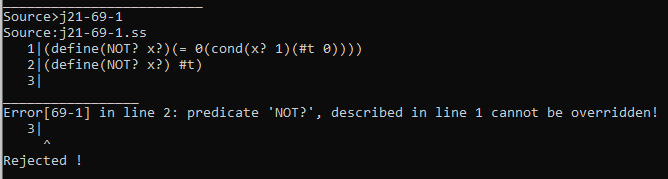 Source>j21-69-1
Source:j21-69-1.ss
1|(define(NOT? x?)(= 0(cond(x? 1)(#t 0))))
2|(define(NOT? x?) #t)
3|
Error[69-1] in line 2: predicate 'NOT?', described in line 1 cannot be overridden!
3|
^
Rejected !